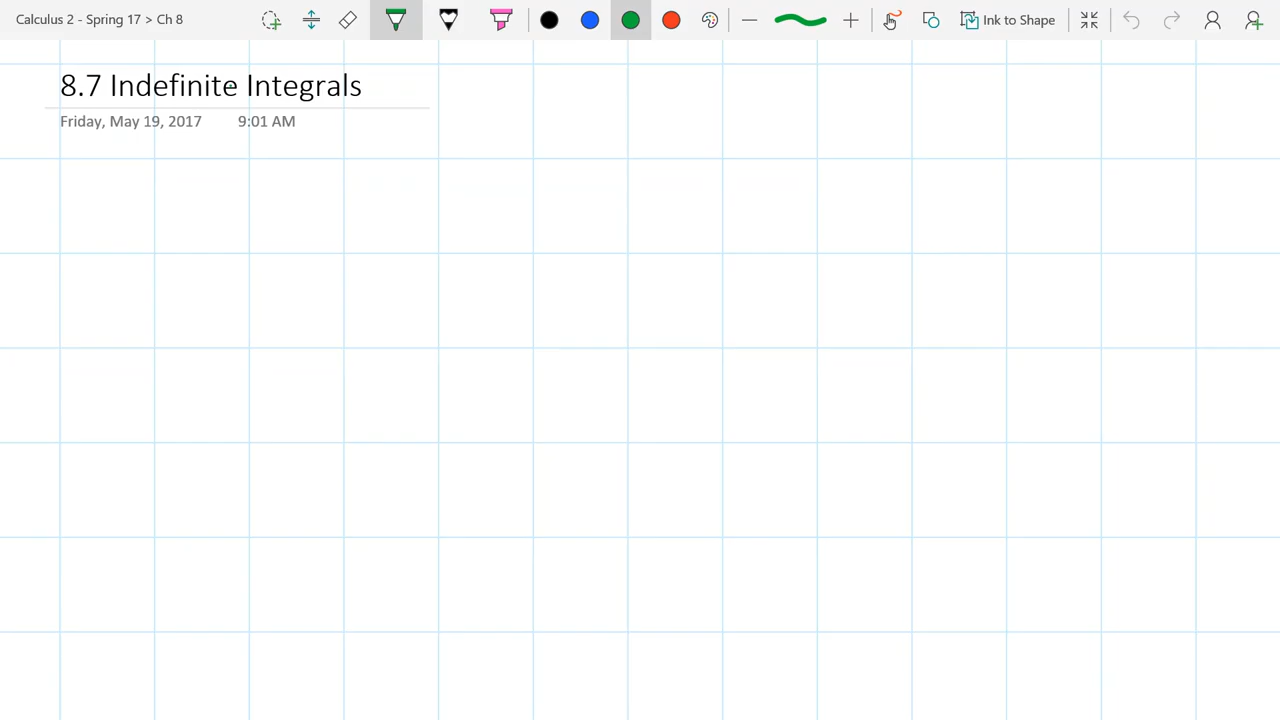 Calculus 2 - Spring 17 > Ch 8
Ink to Shape
8.7 Indefinite Integrals
Friday, May 19, 2017 9:01 AM